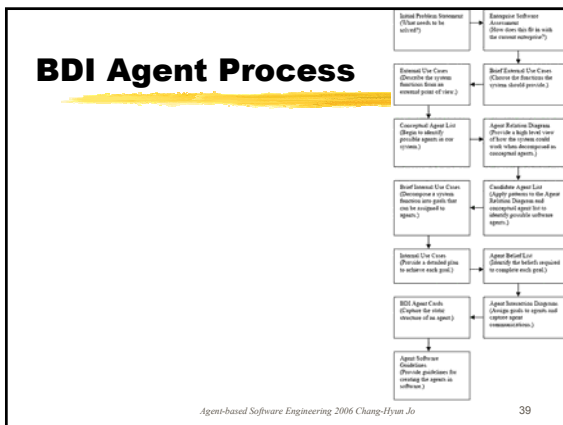 BDI Agent Process
Initial Problem Statement
(What needs to be
solved?)
Enterprise Software
Assessment
(How does this fit in with
the current enterprise?)
External Use Cases
(Describe the system
functions from an
external point of view.)
Brief External Use Cases
(Choose the functions the
system should provide.)
Conceptual Agent List
(Begin to identify
possible agents in our
system.)
Agent Relation Diagram
(Provide a high level view
of how the system could
work when decomposed in
conceptual agents.)
Brief Internal Use Cases
(Decompose a system
function into goals that
can be assigned to
agents.)
Candidate Agent List
(Apply patterns to the Agent
Relation Diagram and
conceptual agent list to
identify possible software
agents.)
Internal Use Cases
(Provide a detailed plan
to achieve each goal.)
Agent Belief List
(Identify the beliefs required
to complete each goal.)
BDI Agent Cards
(Capture the static
structure of an agent.)
Agent Interaction Diagrams
(Assign goals to agents and
capture agent
communications.)
Agent Software
Guidelines
(Provide guidelines for
creating the agents in
software.)
Agent-based Software Engineering 2006 Chang-Hyun Jo
39